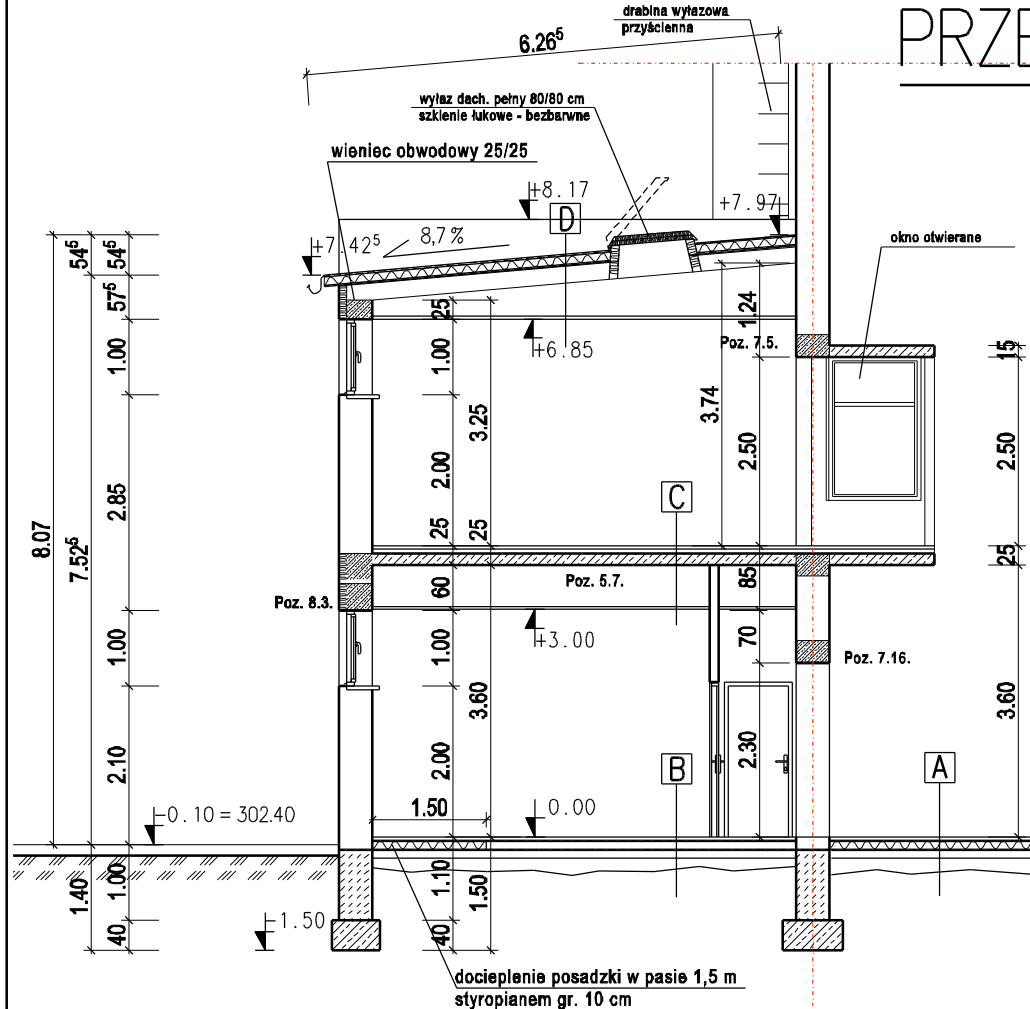 drabina wyłazowa
przyścienna
PRZE
6.26⁵
wyłaz dach. pełny 80/80 cm
szklenie łukowe - bezbarwne
wieniec obwodowy 25/25
+8.17
+7.97
D
8,7%
+7.42⁵
okno otwierane
54⁵
54⁵
57⁵
25
1.24
+6.85
Poz. 7.5.
15
1.00
1.00
3.25
3.74
2.00
2.50
2.50
2.85
C
8.07
7.52⁵
25
25
25
85
Poz. 5.7.
60
Poz. 8.3.
+3.00
70
Poz. 7.16.
1.00
1.00
3.60
3.60
2.10
2.00
2.30
B
A
1.50
0.00
-0.10 = 302.40
1.40
1.00
1.10
1.50
-1.50
40
40
docieplenie posadzki w pasie 1,5 m
styropianem gr. 10 cm